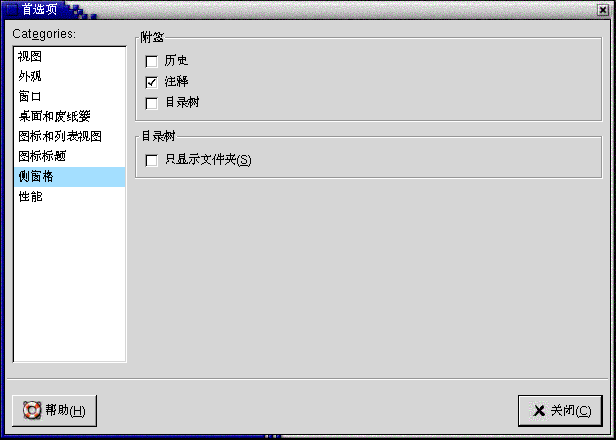 首选项
Categories:
视图
外观
窗口
桌面和废纸篓
图标和列表视图
图标标题
侧窗格
性能
附签
历史
注释
目录树
目录树
只显示文件夹(S)
帮助(H)
关闭(C)